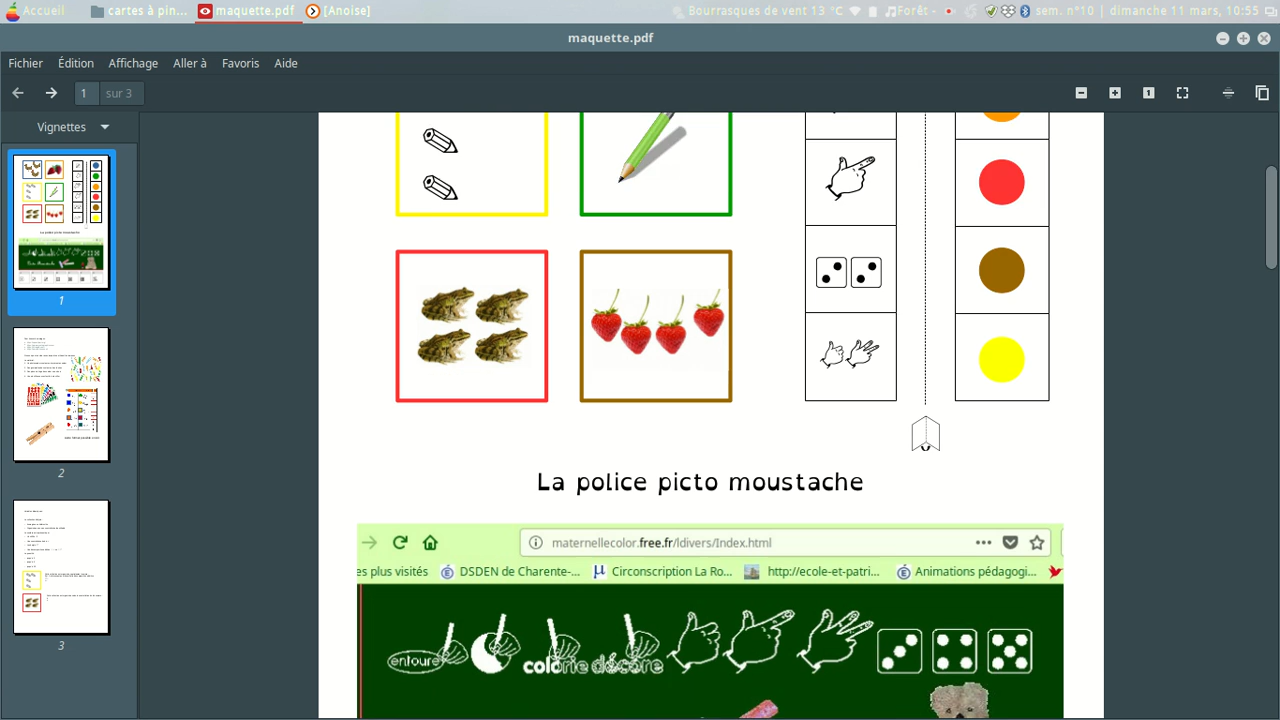 Accueil cartes à pin... maquette.pdf [Anoise] Bourrasques de vent 13 °C Forêt - sem. n°10 | dimanche 11 mars, 10:55
maquette.pdf
Fichier Édition Affichage Aller à Favoris Aide
1 sur 3
Vignettes
1
2
3
La police picto moustache
maternellecolor.free.fr/ldivers/Index.html
es plus visités DSDEN de Charente-... Circonscription La Ro... http://ecole-et-patri... Animations pédagogi...
entoure colorie décore